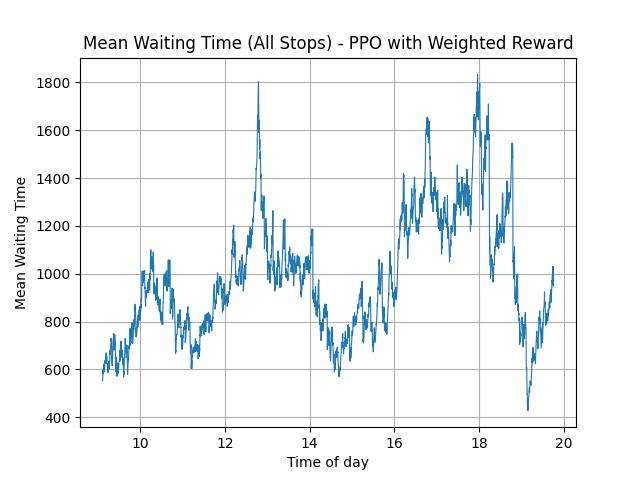 Mean Waiting Time (All Stops) - PPO with Weighted Reward
1800
1600
1400
1200
1000
800
600
400
Mean Waiting Time
10 12 14 16 18 20
Time of day